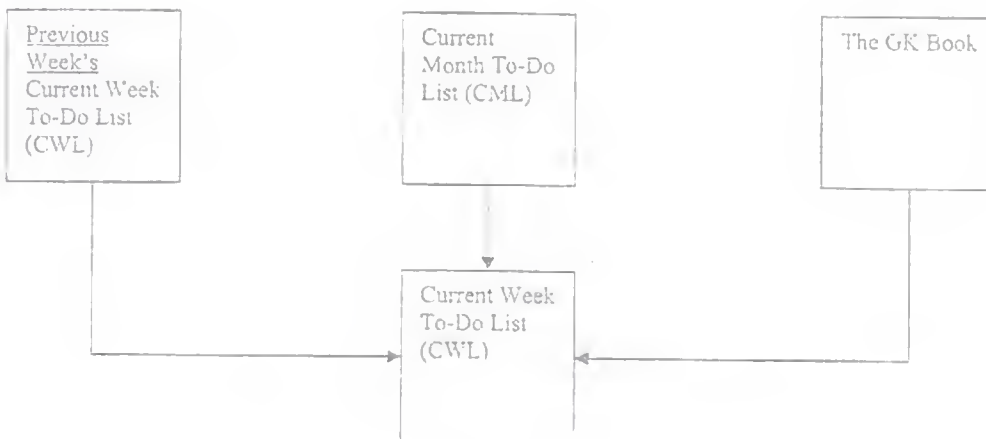 Previous
Week's
Current Week
To-Do List
(CWL)
Current
Month To-Do
List (CML)
The GK Book
Current Week
To-Do List
(CWL)